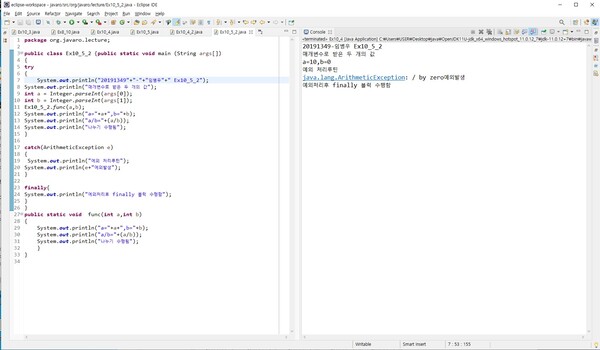 eclipse-workspace - javaro/src/org/javaro/lecture/Ex10_5_2.java - Eclipse IDE
File Edit Source Refactor Navigate Search Project Run Window Help
Ex10_3.java Ex8_10.java Ex10_4.java Ex10_5.java Ex10_4_2.java Ex10_5_2.java
1 package org.javaro.lecture;
2
3 public class Ex10_5_2 {public static void main (String args[])
4 {
5 try
6 {
7 System.out.println("20191349"+"-"+"임병우"+" Ex10_5_2");
8 System.out.println("매개변수로 받은 두 개의 값");
9 int a = Integer.parseInt(args[0]);
10 int b = Integer.parseInt(args[1]);
11 Ex10_5_2.func(a,b);
12 System.out.println("a="+a+",b="+b);
13 System.out.println("a/b="+(a/b));
14 System.out.println("나누기 수행됨");
15 }
16
17 catch(ArithmeticException e)
18 {
19 System.out.println("예외 처리루틴");
20 System.out.println(e+"예외발생");
21 }
22
23 finally{
24 System.out.println("예외처리후 finally 블럭 수행함");
25 }
26 }
27 public static void func(int a,int b)
28 {
29 System.out.println("a="+a+",b="+b);
30 System.out.println("a/b="+(a/b));
31 System.out.println("나누기 수행됨");
32 }
33 }
34
Console
<terminated> Ex10_4 [Java Application] C:\Users\USER\Desktop\java\OpenJDK11U-jdk_x64_windows_hotspot_11.0.12_7\jdk-11.0.12+7\bin\javaw
20191349-임병우 Ex10_5_2
매개변수로 받은 두 개의 값
a=10,b=0
예외 처리루틴
java.lang.ArithmeticException: / by zero예외발생
예외처리후 finally 블럭 수행함
Writable Smart Insert 7 : 53 : 155